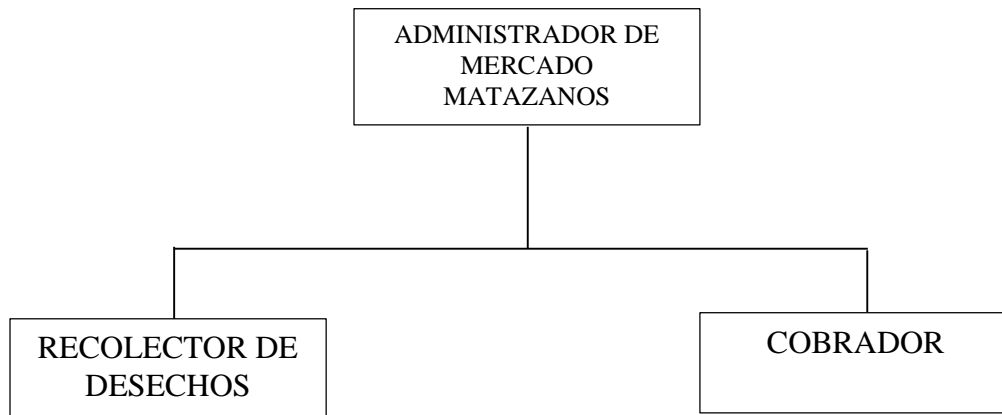 ADMINISTRADOR DE
MERCADO
MATAZANOS
RECOLECTOR DE
DESECHOS
COBRADOR